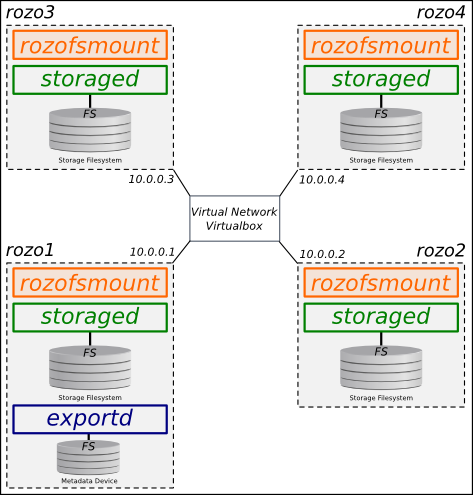 rozo3
rozofsmount
storaged
FS
Storage Filesystem
10.0.0.3
rozo4
rozofsmount
storaged
FS
Storage Filesystem
10.0.0.4
Virtual Network
Virtualbox
rozo1
10.0.0.1
rozofsmount
storaged
FS
Storage Filesystem
exportd
FS
Metadata Device
rozo2
10.0.0.2
rozofsmount
storaged
FS
Storage Filesystem